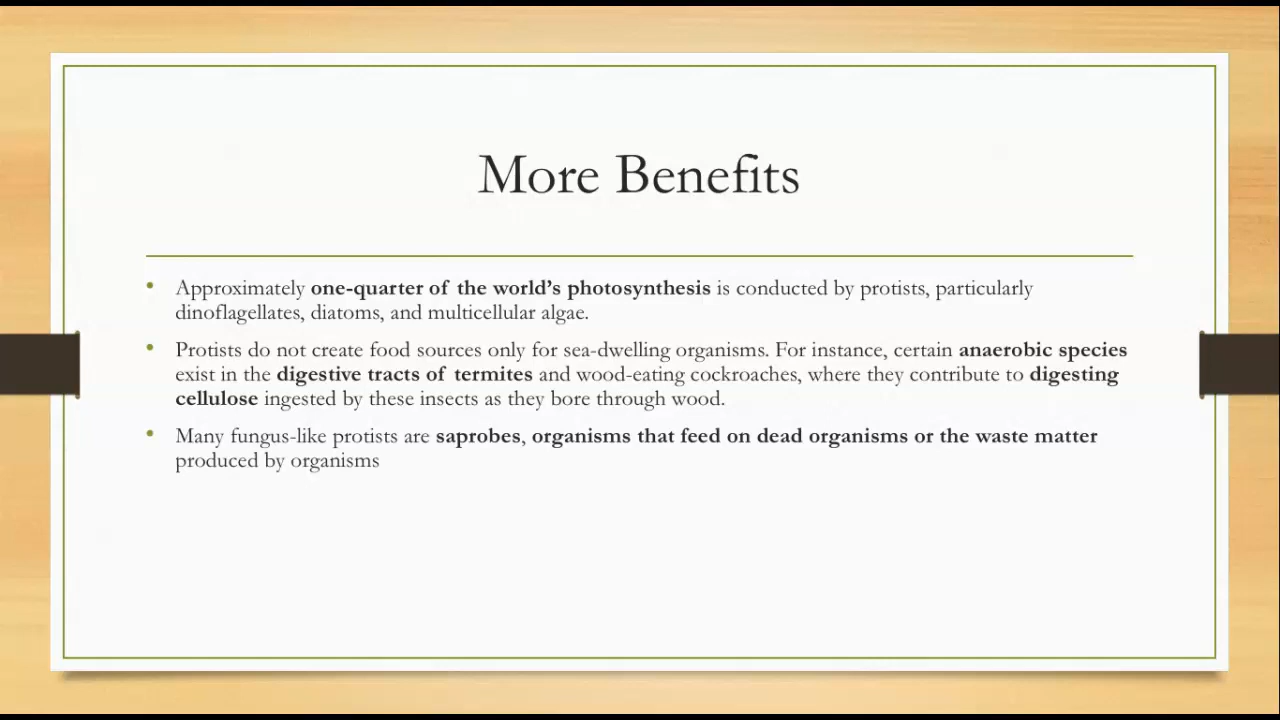 More Benefits
• Approximately one-quarter of the world’s photosynthesis is conducted by protists, particularly
dinoflagellates, diatoms, and multicellular algae.
• Protists do not create food sources only for sea-dwelling organisms. For instance, certain anaerobic species
exist in the digestive tracts of termites and wood-eating cockroaches, where they contribute to digesting
cellulose ingested by these insects as they bore through wood.
• Many fungus-like protists are saprobes, organisms that feed on dead organisms or the waste matter
produced by organisms